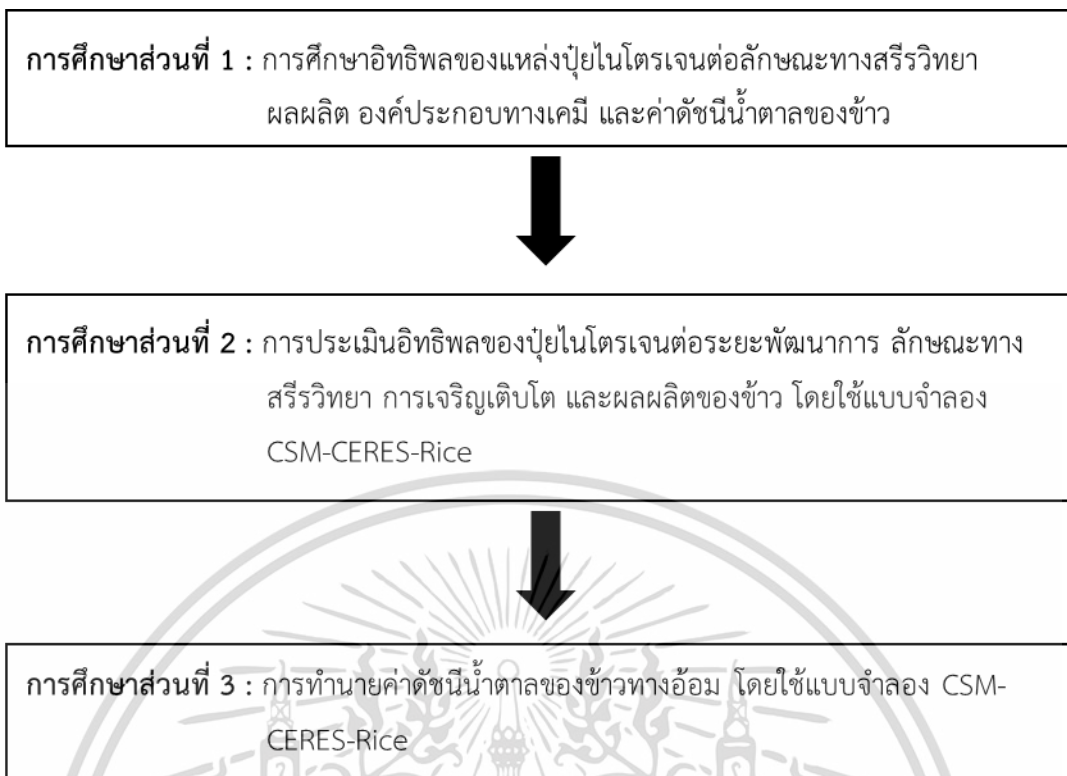 การศึกษาส่วนที่ 1 : การศึกษาอิทธิพลของแหล่งปุ๋ยไนโตรเจนต่อลักษณะทางสรีรวิทยา
ผลผลิต องค์ประกอบทางเคมี และค่าดัชนีน้ำตาลของข้าว
การศึกษาส่วนที่ 2 : การประเมินอิทธิพลของปุ๋ยไนโตรเจนต่อระยะพัฒนาการ ลักษณะทาง
สรีรวิทยา การเจริญเติบโต และผลผลิตของข้าว โดยใช้แบบจำลอง
CSM-CERES-Rice
การศึกษาส่วนที่ 3 : การทำนายค่าดัชนีน้ำตาลของข้าวทางอ้อม โดยใช้แบบจำลอง CSM-
CERES-Rice